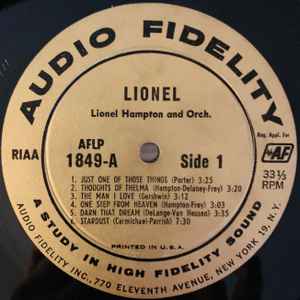 AUDIO FIDELITY
LIONEL
Lionel Hampton and Orch.
Reg. App. For
AF
RIAA
AFLP
1849-A
Side 1
33 1/3
RPM
1. JUST ONE OF THOSE THINGS (Porter) 3:25
2. THOUGHTS OF THELMA (Hampton-Delaney-Frey) 3:20
3. THE MAN I LOVE (Gershwin) 3:12
4. ONE STEP FROM HEAVEN (Hampton-Frey) 3:03
5. DARN THAT DREAM (DeLange-Van Heusen) 3:35
6. STARDUST (Carmichael-Parrish) 3:30
PRINTED IN U.S.A.
A STUDY IN HIGH FIDELITY SOUND
AUDIO FIDELITY INC., 770 ELEVENTH AVENUE, NEW YORK 19, N.Y.